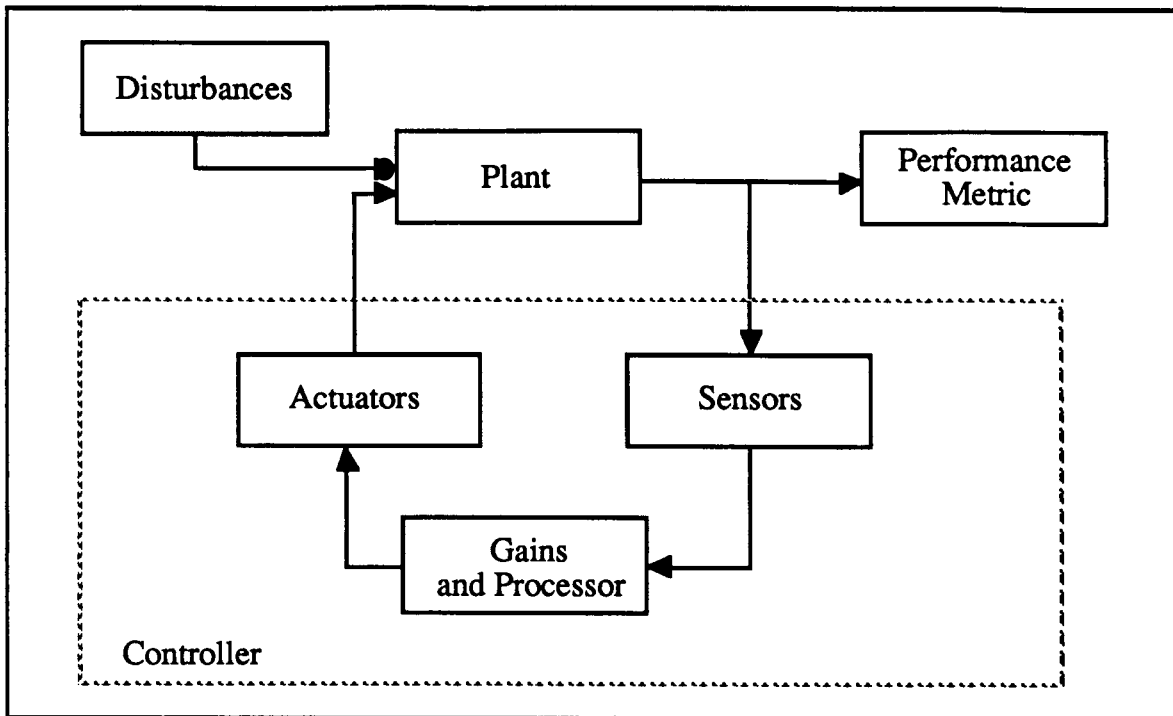 Disturbances
Plant
Performance
Metric
Actuators
Sensors
Gains
and Processor
Controller